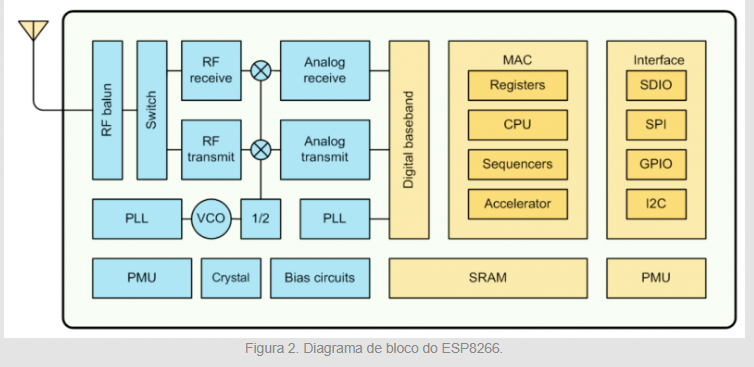 RF balun
Switch
RF
receive
Analog
receive
RF
transmit
Analog
transmit
PLL
VCO
1/2
PLL
Digital baseband
MAC
Registers
CPU
Sequencers
Accelerator
Interface
SDIO
SPI
GPIO
I2C
PMU
Crystal
Bias circuits
SRAM
PMU
Figura 2. Diagrama de bloco do ESP8266.